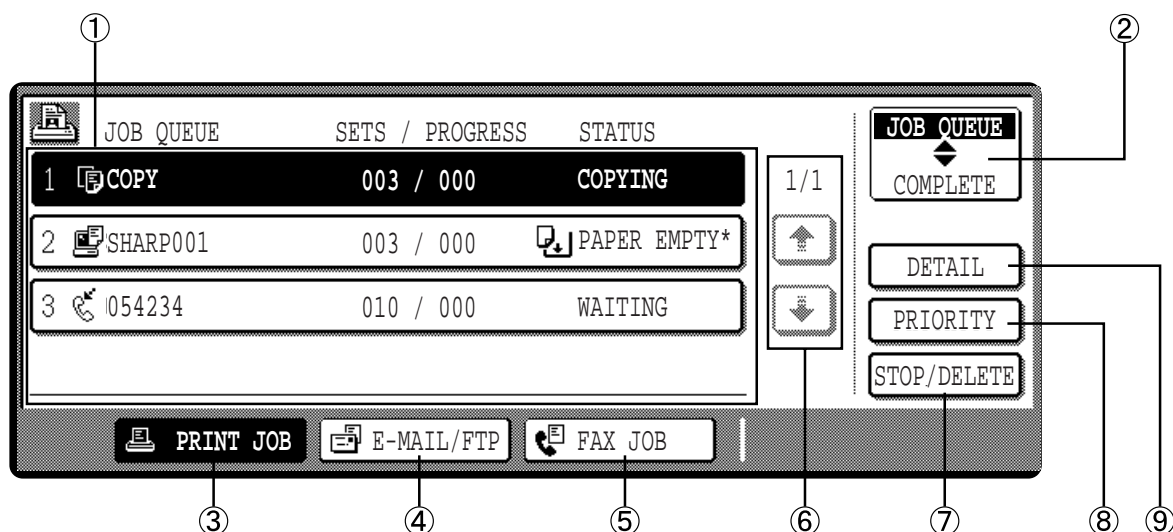 ① ②
JOB QUEUE SETS / PROGRESS STATUS JOB QUEUE
1 COPY 003 / 000 COPYING 1/1 COMPLETE
2 SHARP001 003 / 000 PAPER EMPTY*
DETAIL
3 054234 010 / 000 WAITING PRIORITY
STOP/DELETE
PRINT JOB E-MAIL/FTP FAX JOB
③ ④ ⑤ ⑥ ⑦ ⑧ ⑨